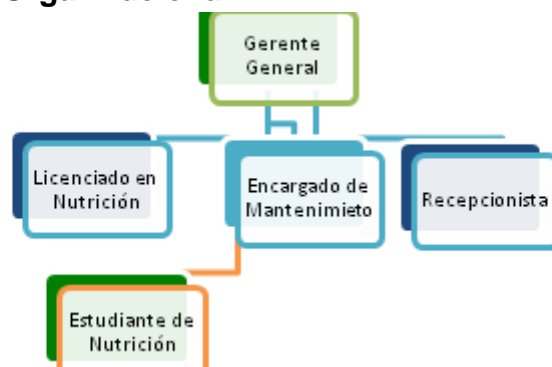 Gerente
General
Licenciado en
Nutrición
Encargado de
Mantenimieto
Recepcionista
Estudiante de
Nutrición